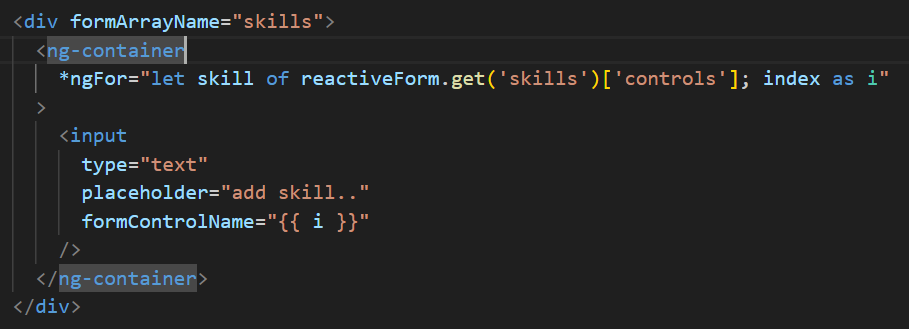 <div formArrayName="skills">
<ng-container
*ngFor="let skill of reactiveForm.get('skills')['controls']; index as i"
>
<input
type="text"
placeholder="add skill.."
formControlName="{{ i }}"
/>
</ng-container>
</div>